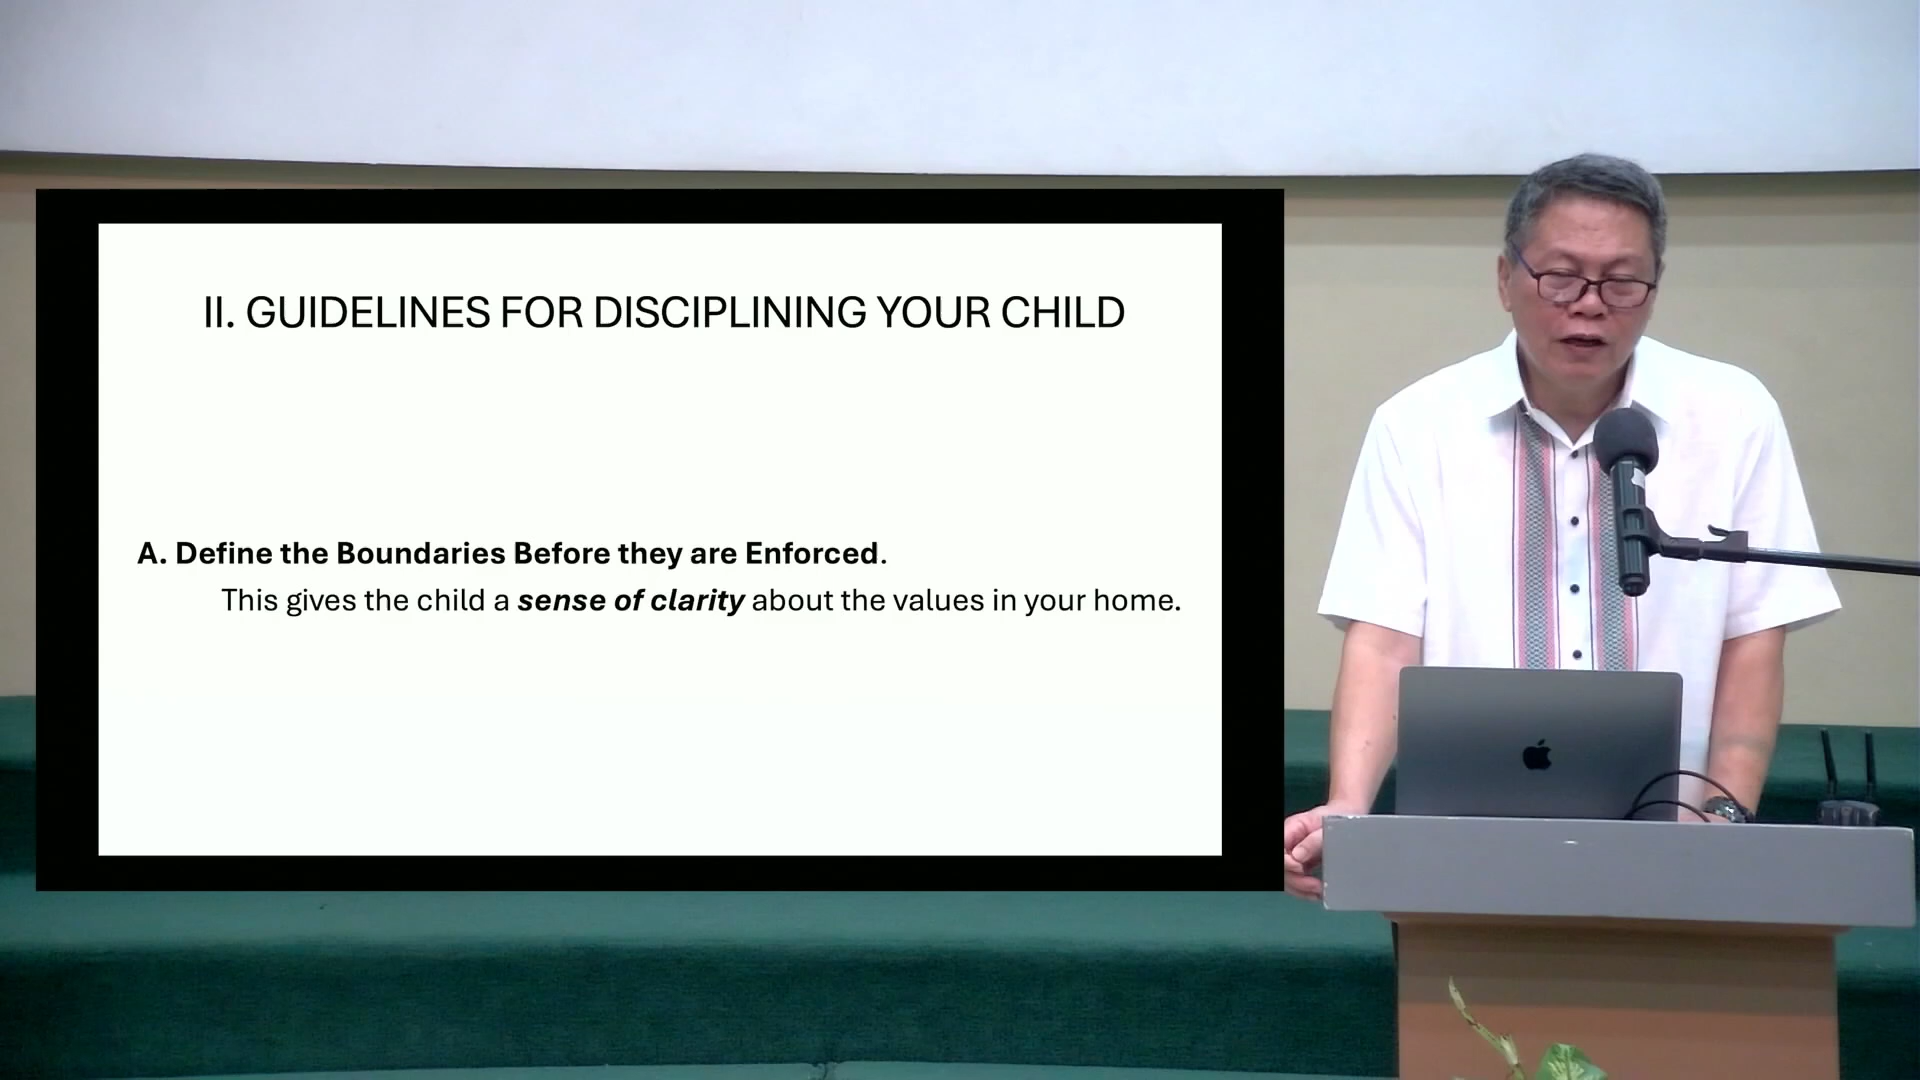 II. GUIDELINES FOR DISCIPLINING YOUR CHILD
A. Define the Boundaries Before they are Enforced.
This gives the child a sense of clarity about the values in your home.